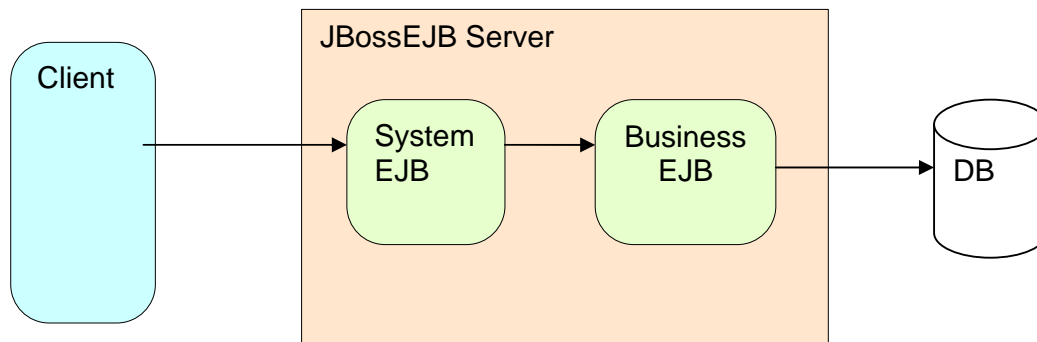 JBossEJB Server
Client
System
EJB
Business
EJB
DB